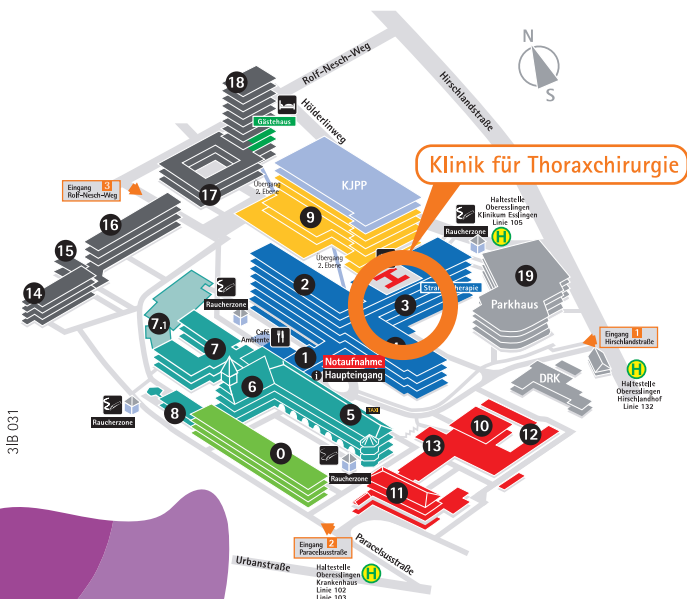 N
S
Rolf-Nesch-Weg
Hirschlandstraße
18
Gästehaus
Hölderlinweg
Klinik für Thoraxchirurgie
Eingang 3
Rolf-Nesch-Weg
17
Übergang
2. Ebene
KJPP
9
Haltestelle
Oberesslingen
Klinikum Esslingen
Linie 105
H
Raucherzone
16
15
14
Übergang
2. Ebene
2
H
3
19
Parkhaus
Raucherzone
7.1
7
Café
Ambiente
1
Notaufnahme
i Haupteingang
Eingang 1
Hirschlandstraße
DRK
H
Haltestelle
Oberesslingen
Hirschlandhof
Linie 132
6
5
TAXI
8
Raucherzone
0
Raucherzone
10
12
13
11
3IB 031
Eingang 2
Paracelsusstraße
Paracelsusstraße
Urbanstraße
Haltestelle
Oberesslingen
Krankenhaus
Linie 102
Linie 103
H